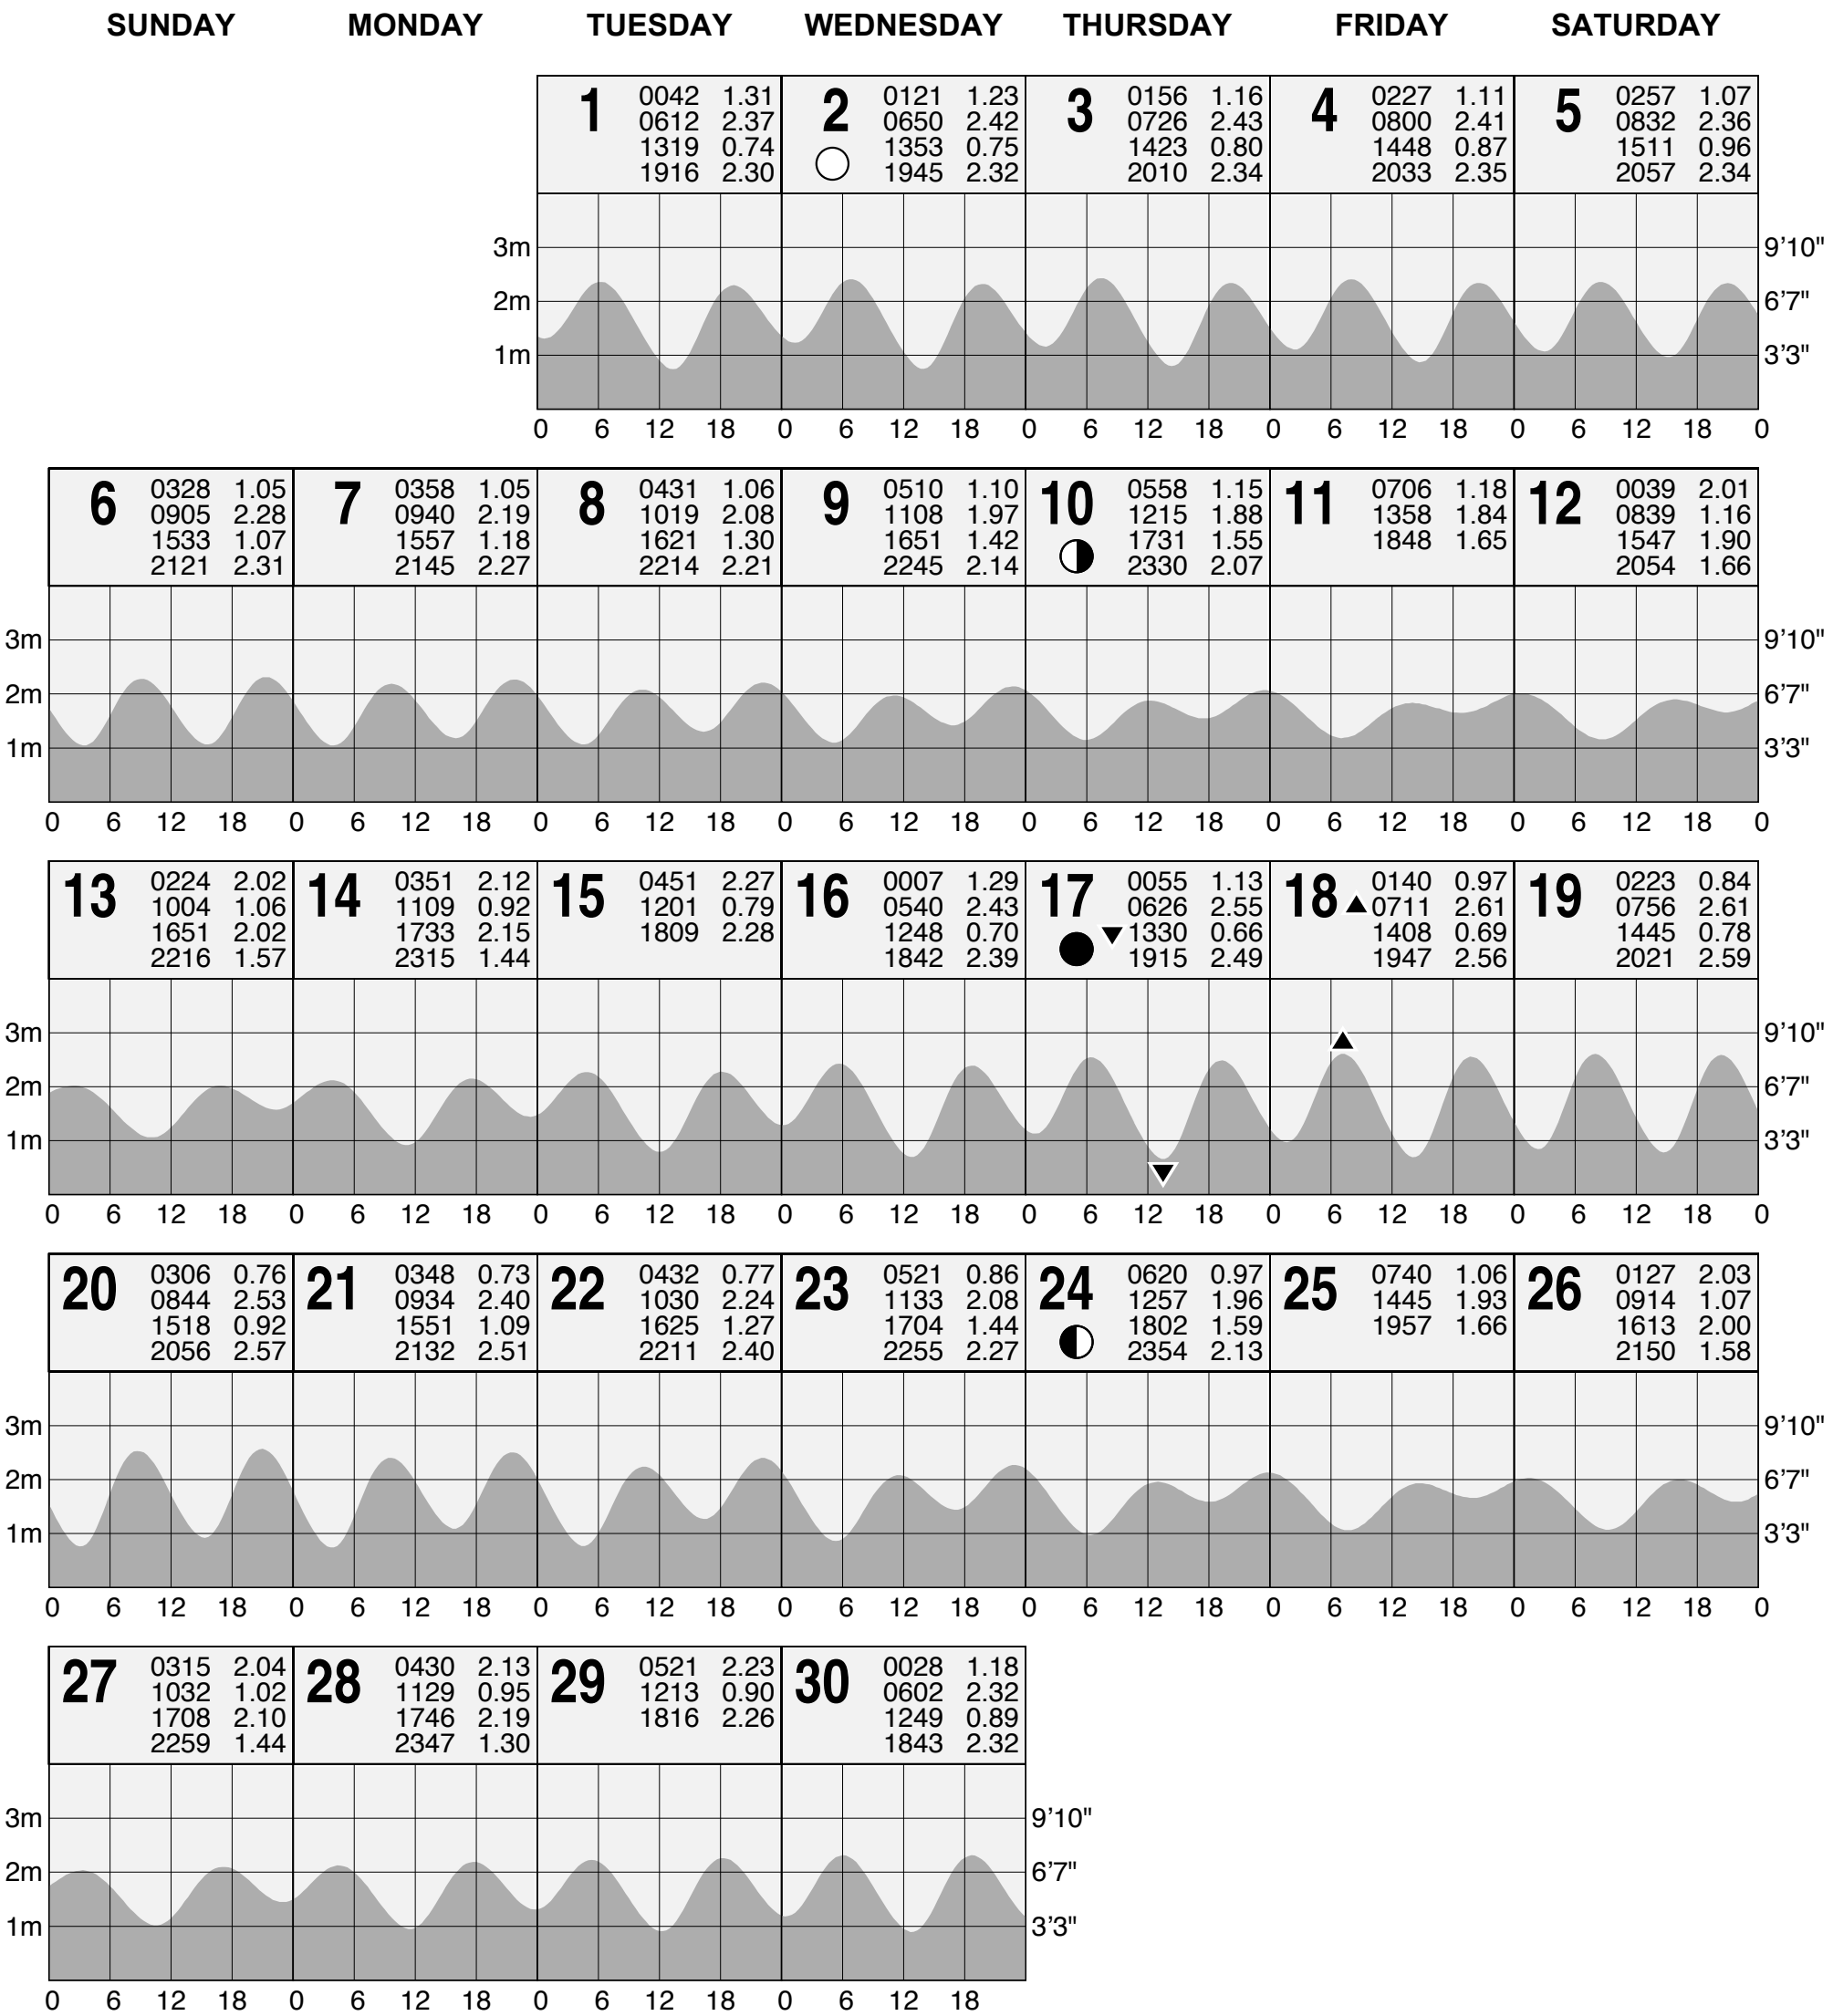 SUNDAY MONDAY TUESDAY WEDNESDAY THURSDAY FRIDAY SATURDAY
1 0042 1.31
0612 2.37
1319 0.74
1916 2.30
2 0121 1.23
0650 2.42
1353 0.75
1945 2.32
3 0156 1.16
0726 2.43
1423 0.80
2010 2.34
4 0227 1.11
0800 2.41
1448 0.87
2033 2.35
5 0257 1.07
0832 2.36
1511 0.96
2057 2.34
3m 9'10"
2m 6'7"
1m 3'3"
0 6 12 18 0 6 12 18 0 6 12 18 0 6 12 18 0 6 12 18 0
6 0328 1.05
0905 2.28
1533 1.07
2121 2.31
7 0358 1.05
0940 2.19
1557 1.18
2145 2.27
8 0431 1.06
1019 2.08
1621 1.30
2214 2.21
9 0510 1.10
1108 1.97
1651 1.42
2245 2.14
10 0558 1.15
1215 1.88
1731 1.55
2330 2.07
11 0706 1.18
1358 1.84
1848 1.65
12 0039 2.01
0839 1.16
1547 1.90
2054 1.66
3m 9'10"
2m 6'7"
1m 3'3"
0 6 12 18 0 6 12 18 0 6 12 18 0 6 12 18 0 6 12 18 0 6 12 18 0 6 12 18 0
13 0224 2.02
1004 1.06
1651 2.02
2216 1.57
14 0351 2.12
1109 0.92
1733 2.15
2315 1.44
15 0451 2.27
1201 0.79
1809 2.28
16 0007 1.29
0540 2.43
1248 0.70
1842 2.39
17 0055 1.13
0626 2.55
1330 0.66
1915 2.49
18 0140 0.97
0711 2.61
1408 0.69
1947 2.56
19 0223 0.84
0756 2.61
1445 0.78
2021 2.59
3m 9'10"
2m 6'7"
1m 3'3"
0 6 12 18 0 6 12 18 0 6 12 18 0 6 12 18 0 6 12 18 0 6 12 18 0 6 12 18 0
20 0306 0.76
0844 2.53
1518 0.92
2056 2.57
21 0348 0.73
0934 2.40
1551 1.09
2132 2.51
22 0432 0.77
1030 2.24
1625 1.27
2211 2.40
23 0521 0.86
1133 2.08
1704 1.44
2255 2.27
24 0620 0.97
1257 1.96
1802 1.59
2354 2.13
25 0740 1.06
1445 1.93
1957 1.66
26 0127 2.03
0914 1.07
1613 2.00
2150 1.58
3m 9'10"
2m 6'7"
1m 3'3"
0 6 12 18 0 6 12 18 0 6 12 18 0 6 12 18 0 6 12 18 0 6 12 18 0 6 12 18 0
27 0315 2.04
1032 1.02
1708 2.10
2259 1.44
28 0430 2.13
1129 0.95
1746 2.19
2347 1.30
29 0521 2.23
1213 0.90
1816 2.26
30 0028 1.18
0602 2.32
1249 0.89
1843 2.32
3m 9'10"
2m 6'7"
1m 3'3"
0 6 12 18 0 6 12 18 0 6 12 18 0 6 12 18